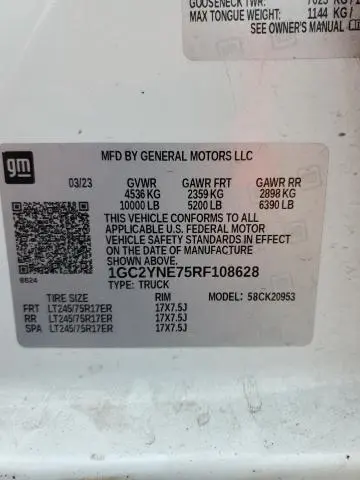 GOOSENECK TWR:
MAX TONGUE WEIGHT: 1144 KG /
SEE OWNER'S MANUAL
gm
MFD BY GENERAL MOTORS LLC
03/23 GVWR GAWR FRT GAWR RR
4536 KG 2359 KG 2898 KG
10000 LB 5200 LB 6390 LB
THIS VEHICLE CONFORMS TO ALL
APPLICABLE U.S. FEDERAL MOTOR
VEHICLE SAFETY STANDARDS IN EFFECT
ON THE DATE OF MANUFACTURE
SHOWN ABOVE.
1GC2YNE75RF108628
TYPE: TRUCK
TIRE SIZE RIM MODEL: 58CK20953
FRT LT245/75R17ER 17X7.5J
RR LT245/75R17ER 17X7.5J
SPA LT245/75R17ER 17X7.5J